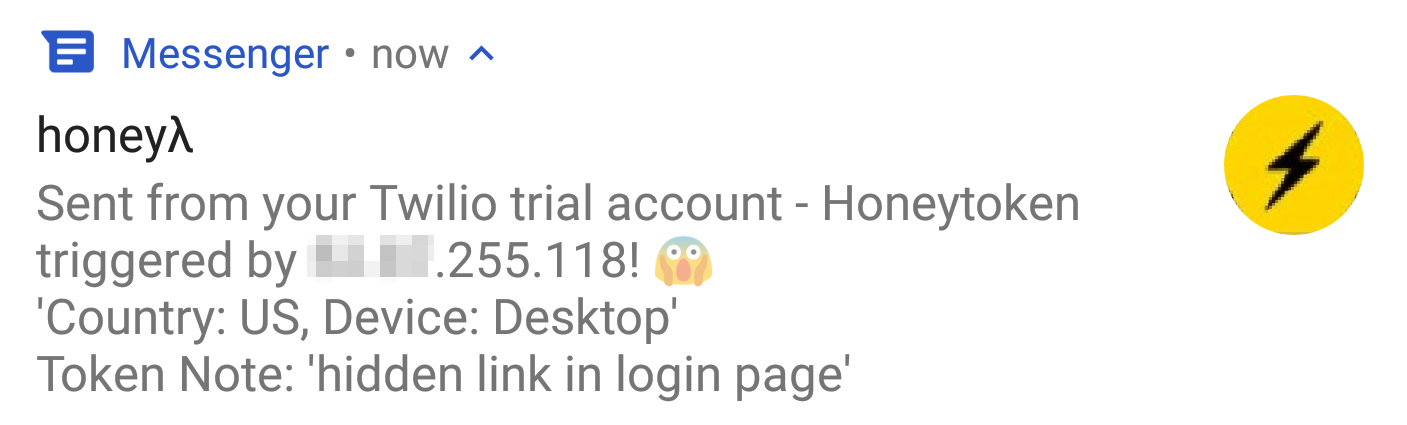 Messenger • now
honeyλ
Sent from your Twilio trial account - Honeytoken
triggered by .255.118! 😱
'Country: US, Device: Desktop'
Token Note: 'hidden link in login page'